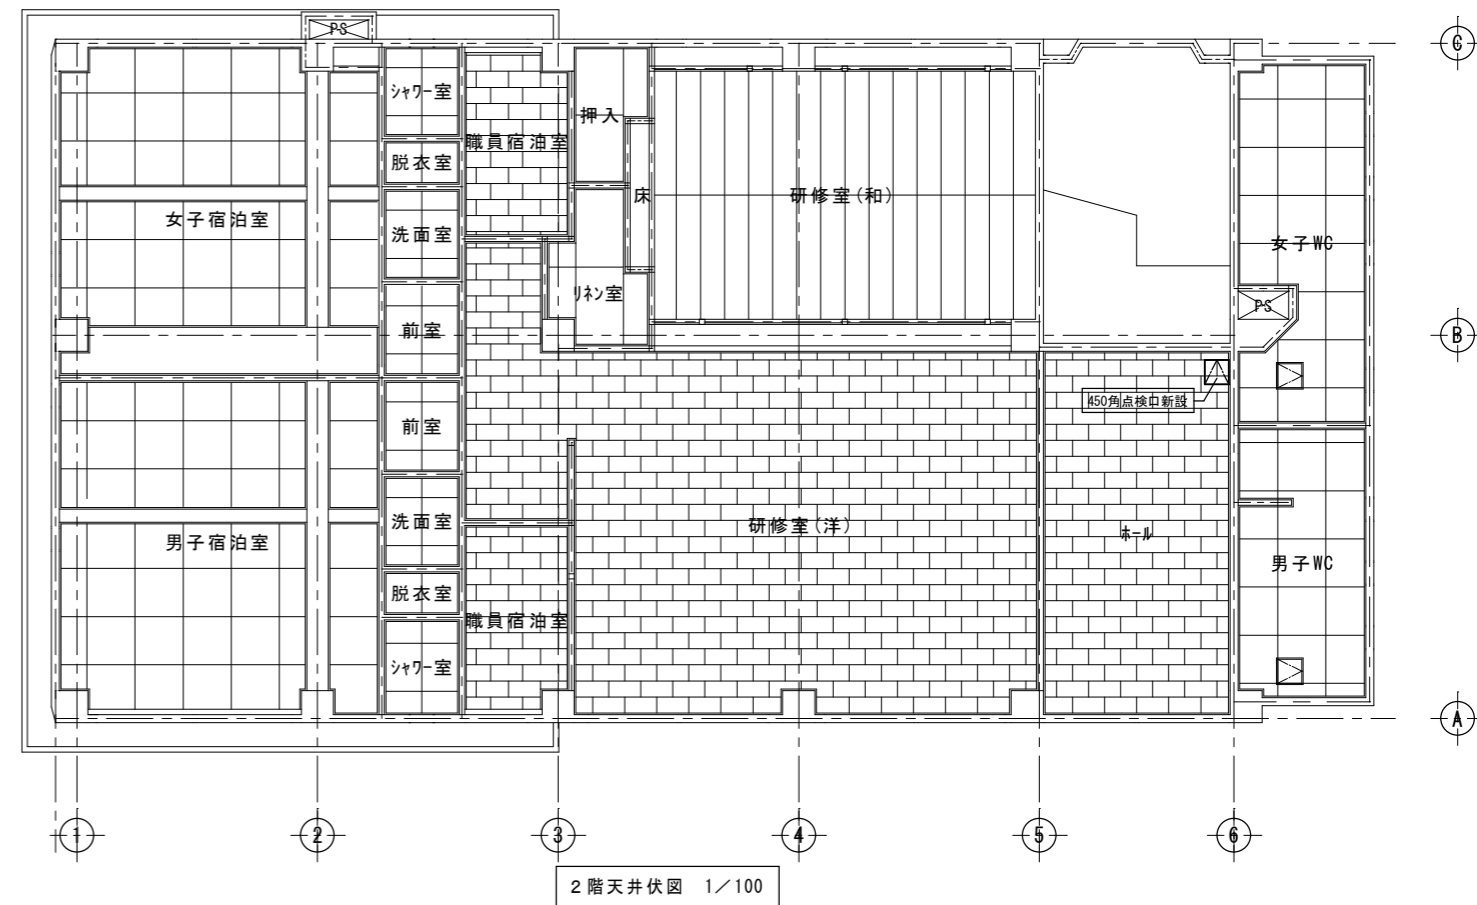 PS
C
シャワー室
押入
職員宿泊室
脱衣室
床
研修室(和)
女子宿泊室
洗面室
女子WC
リネン室
PS
前室
B
450角点検口新設
前室
洗面室
研修室(洋)
ホール
男子宿泊室
男子WC
脱衣室
職員宿泊室
シャワー室
A
1
2
3
4
5
6
2階天井伏図 1/100